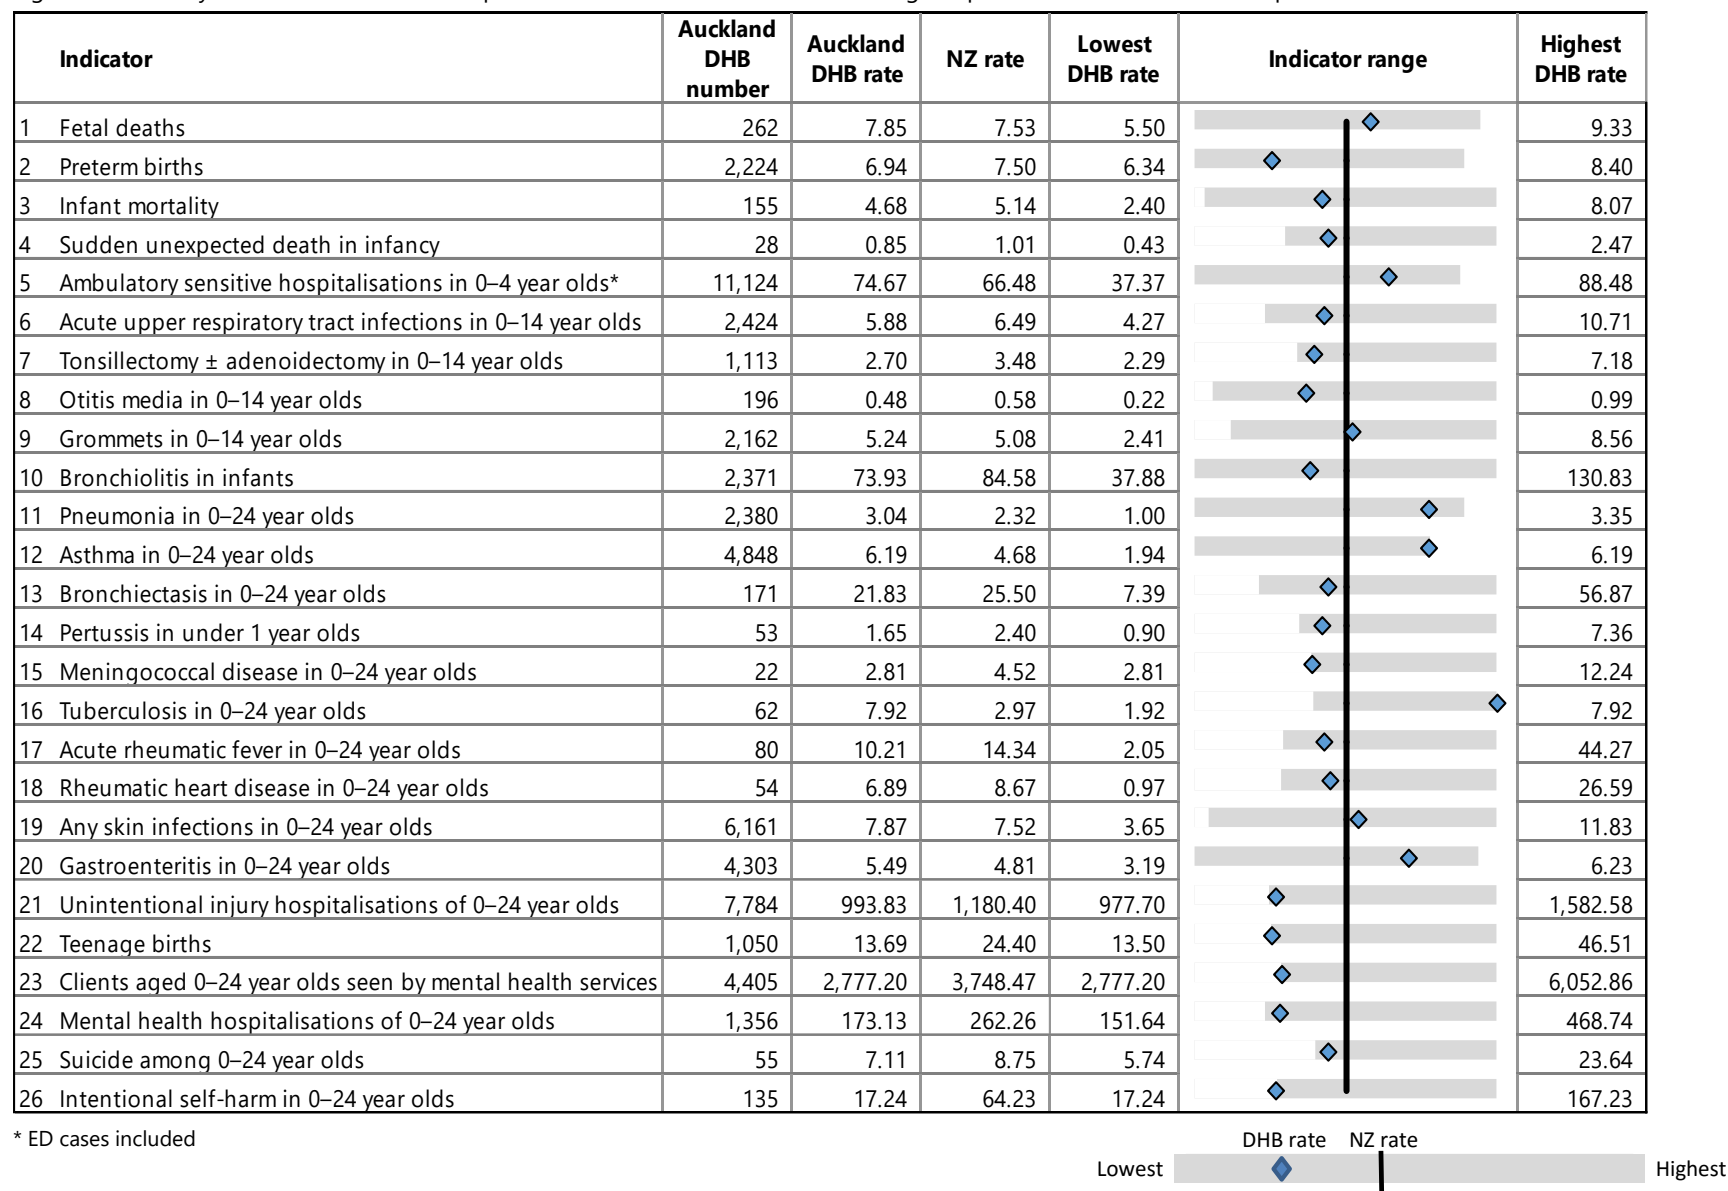 Indicator Auckland DHB number Auckland DHB rate NZ rate Lowest DHB rate Indicator range Highest DHB rate
1 Fetal deaths 262 7.85 7.53 5.50 9.33
2 Preterm births 2,224 6.94 7.50 6.34 8.40
3 Infant mortality 155 4.68 5.14 2.40 8.07
4 Sudden unexpected death in infancy 28 0.85 1.01 0.43 2.47
5 Ambulatory sensitive hospitalisations in 0–4 year olds* 11,124 74.67 66.48 37.37 88.48
6 Acute upper respiratory tract infections in 0–14 year olds 2,424 5.88 6.49 4.27 10.71
7 Tonsillectomy ± adenoidectomy in 0–14 year olds 1,113 2.70 3.48 2.29 7.18
8 Otitis media in 0–14 year olds 196 0.48 0.58 0.22 0.99
9 Grommets in 0–14 year olds 2,162 5.24 5.08 2.41 8.56
10 Bronchiolitis in infants 2,371 73.93 84.58 37.88 130.83
11 Pneumonia in 0–24 year olds 2,380 3.04 2.32 1.00 3.35
12 Asthma in 0–24 year olds 4,848 6.19 4.68 1.94 6.19
13 Bronchiectasis in 0–24 year olds 171 21.83 25.50 7.39 56.87
14 Pertussis in under 1 year olds 53 1.65 2.40 0.90 7.36
15 Meningococcal disease in 0–24 year olds 22 2.81 4.52 2.81 12.24
16 Tuberculosis in 0–24 year olds 62 7.92 2.97 1.92 7.92
17 Acute rheumatic fever in 0–24 year olds 80 10.21 14.34 2.05 44.27
18 Rheumatic heart disease in 0–24 year olds 54 6.89 8.67 0.97 26.59
19 Any skin infections in 0–24 year olds 6,161 7.87 7.52 3.65 11.83
20 Gastroenteritis in 0–24 year olds 4,303 5.49 4.81 3.19 6.23
21 Unintentional injury hospitalisations of 0–24 year olds 7,784 993.83 1,180.40 977.70 1,582.58
22 Teenage births 1,050 13.69 24.40 13.50 46.51
23 Clients aged 0–24 year olds seen by mental health services 4,405 2,777.20 3,748.47 2,777.20 6,052.86
24 Mental health hospitalisations of 0–24 year olds 1,356 173.13 262.26 151.64 468.74
25 Suicide among 0–24 year olds 55 7.11 8.75 5.74 23.64
26 Intentional self-harm in 0–24 year olds 135 17.24 64.23 17.24 167.23
* ED cases included
DHB rate NZ rate
Lowest Highest